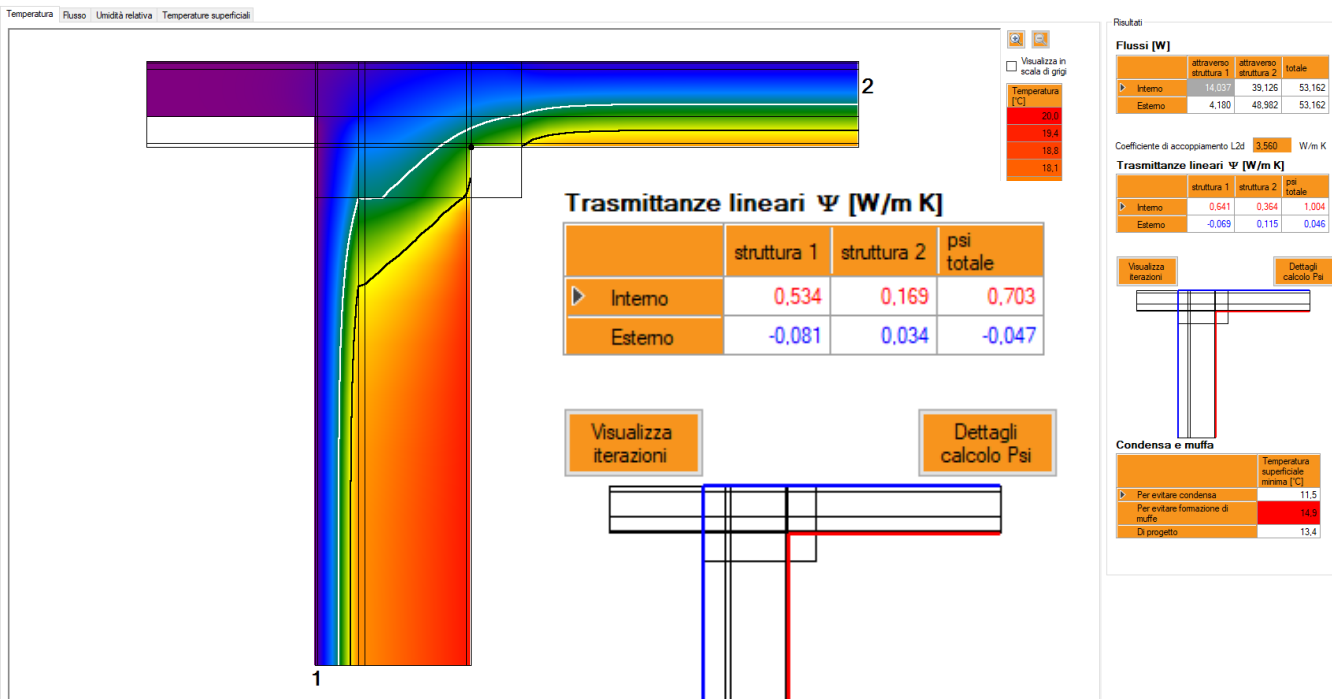 Temperatura Flusso Umidità relativa Temperature superficiali
Visualizza in
scala di grigi
Temperatura
[°C]
20,0
19,4
18,8
18,1
2
1
Trasmittanze lineari Ψ [W/m K]
struttura 1 struttura 2 psi totale
Interno 0,534 0,169 0,703
Esterno -0,081 0,034 -0,047
Visualizza
iterazioni
Dettagli
calcolo Psi
Risultati
Flussi [W]
attraverso struttura 1 attraverso struttura 2 totale
Interno 14,037 39,126 53,162
Esterno 4,180 48,982 53,162
Coefficiente di accoppiamento L2d 3,560 W/m K
Trasmittanze lineari Ψ [W/m K]
struttura 1 struttura 2 psi totale
Interno 0,641 0,364 1,004
Esterno -0,069 0,115 0,046
Visualizza
iterazioni
Dettagli
calcolo Psi
Condensa e muffa
Temperatura
superficiale
minima [°C]
Per evitare condensa 11,5
Per evitare formazione di
muffe 14,9
Di progetto 13,4